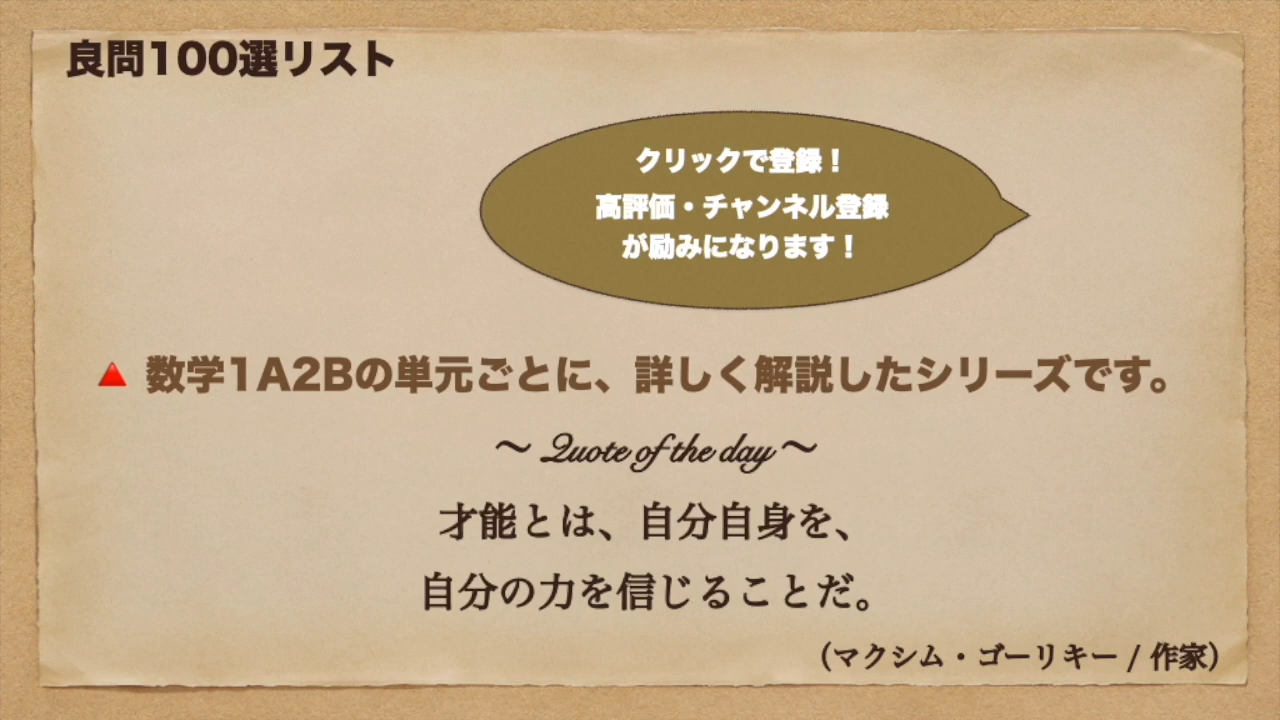 良問100選リスト
クリックで登録！
高評価・チャンネル登録
が励みになります！
🔺 数学1A2Bの単元ごとに、詳しく解説したシリーズです。
〜 Quote of the day 〜
才能とは、自分自身を、
自分の力を信じることだ。
（マクシム・ゴーリキー / 作家）